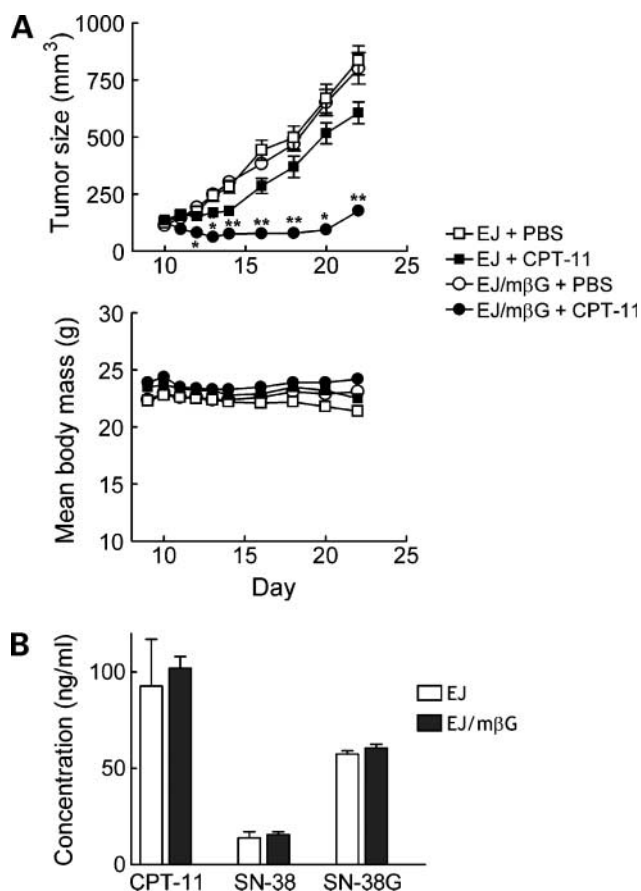 A
Tumor size (mm³)
1000
750
500
250
0
10 15 20 25
* * ** ** ** * **
EJ + PBS
EJ + CPT-11
EJ/mβG + PBS
EJ/mβG + CPT-11
Mean body mass (g)
30
25
20
15
10
10 15 20 25
Day
B
Concentration (ng/ml)
100
50
0
CPT-11 SN-38 SN-38G
EJ
EJ/mβG